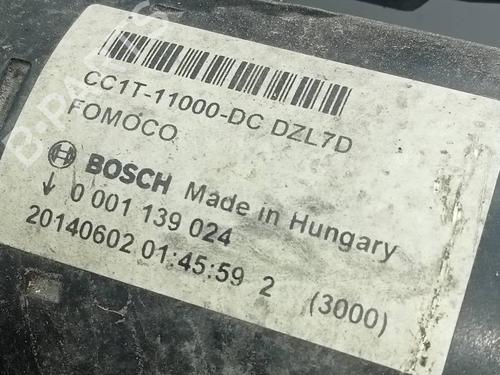 CC1T-11000-DC DZL7D
FOMOCO
BOSCH Made in Hungary
0 001 139 024
20140602 01:45:59 2 (3000)
B-PARTS